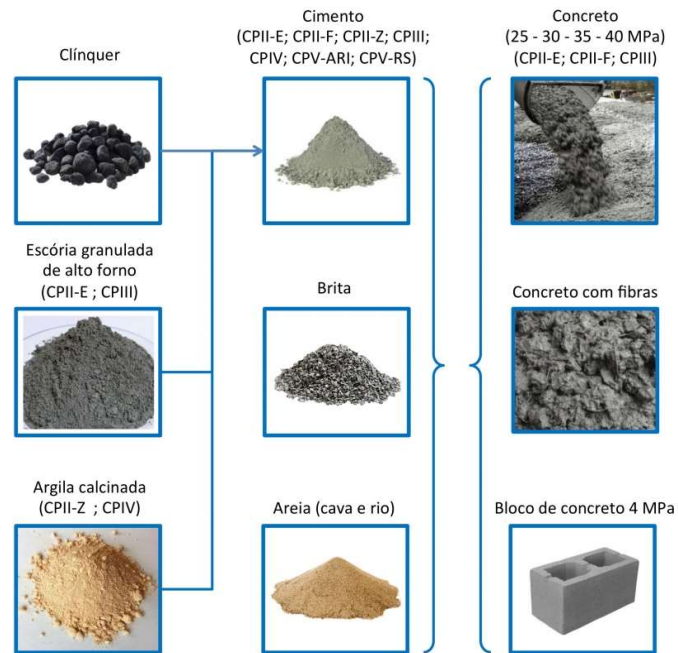 Clínquer
Cimento
(CPII-E; CPII-F; CPII-Z; CPIII;
CPIV; CPV-ARI; CPV-RS)
Concreto
(25 - 30 - 35 - 40 MPa)
(CPII-E; CPII-F; CPIII)
Escória granulada
de alto forno
(CPII-E ; CPIII)
Brita
Concreto com fibras
Argila calcinada
(CPII-Z ; CPIV)
Areia (cava e rio)
Bloco de concreto 4 MPa